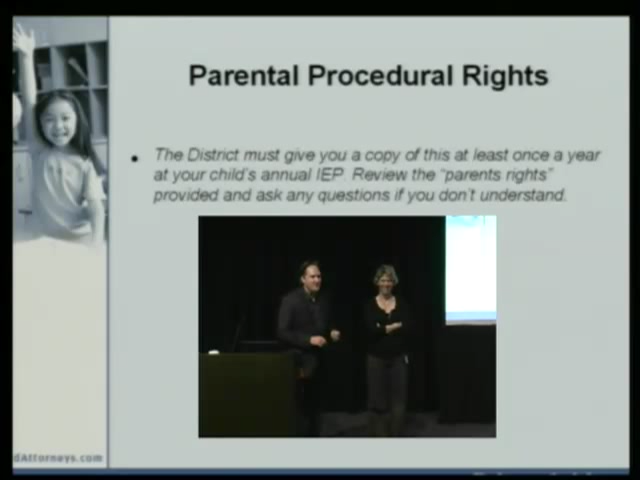 Parental Procedural Rights
• The District must give you a copy of this at least once a year
at your child's annual IEP. Review the "parents rights"
provided and ask any questions if you don't understand.
dAttorneys.com